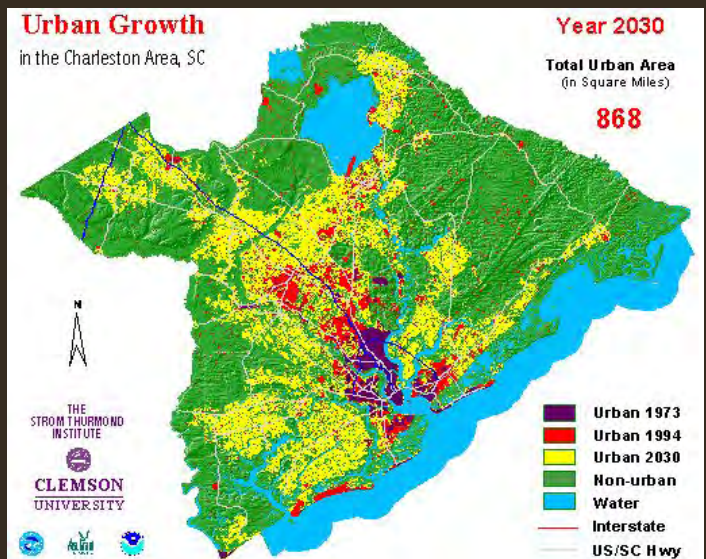 Urban Growth
in the Charleston Area, SC
Year 2030
Total Urban Area
(in Square Miles)
868
N
THE
STROM THURMOND
INSTITUTE
CLEMSON
UNIVERSITY
Urban 1973
Urban 1994
Urban 2030
Non-urban
Water
Interstate
US/SC Hwy